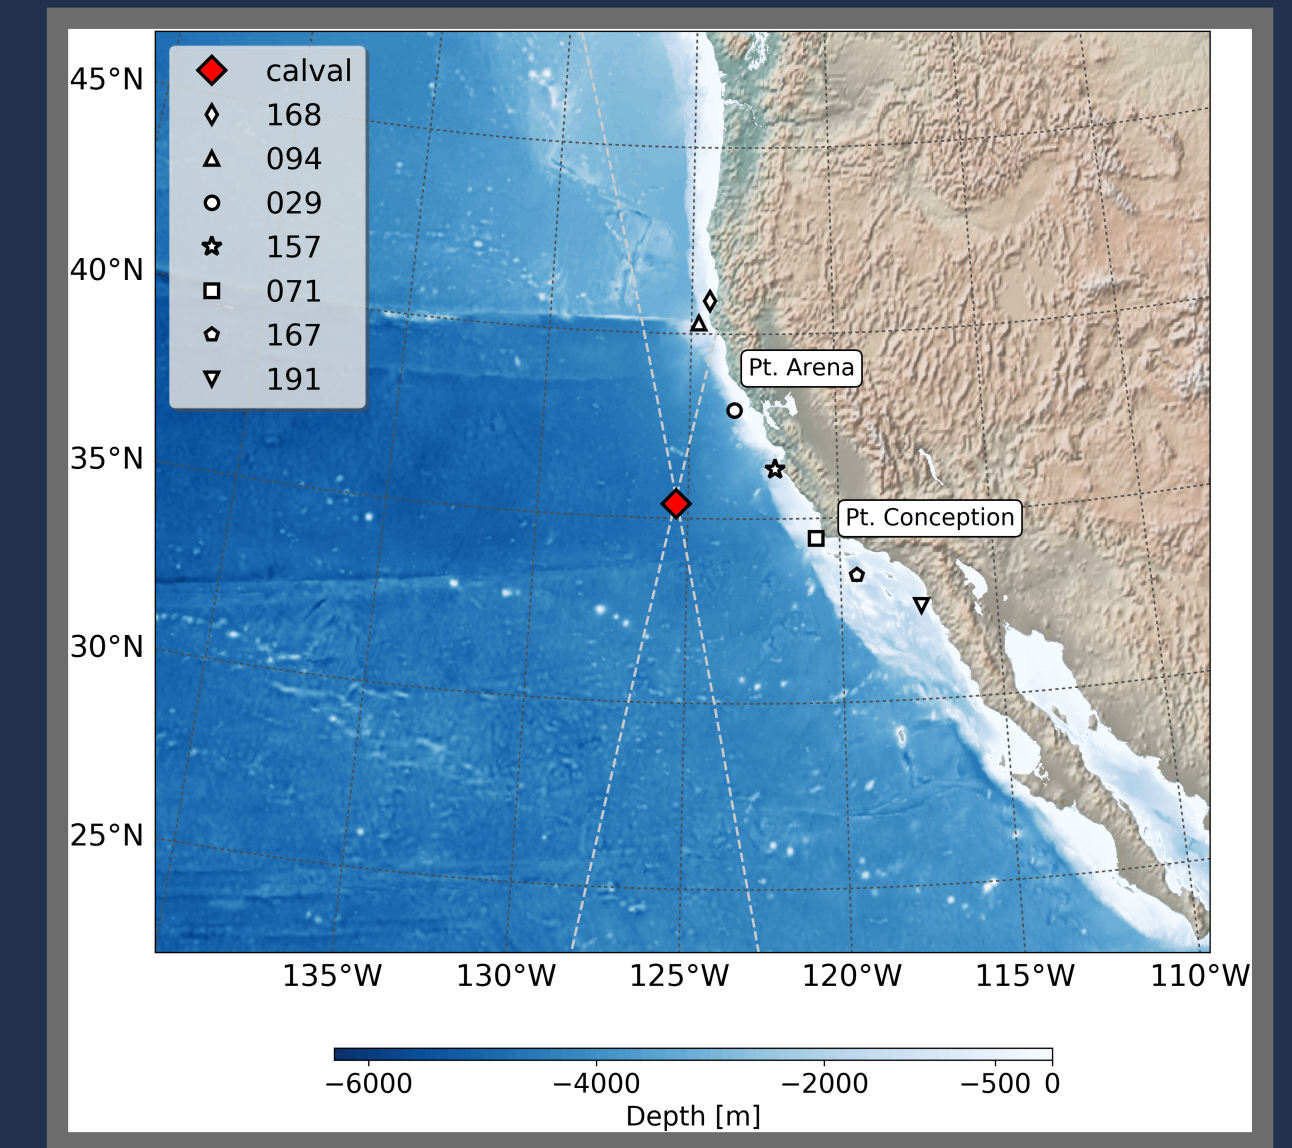 calval
168
094
029
157
071
167
191
45°N
40°N
35°N
30°N
25°N
Pt. Arena
Pt. Conception
135°W 130°W 125°W 120°W 115°W 110°W
−6000 −4000 −2000 −500 0
Depth [m]